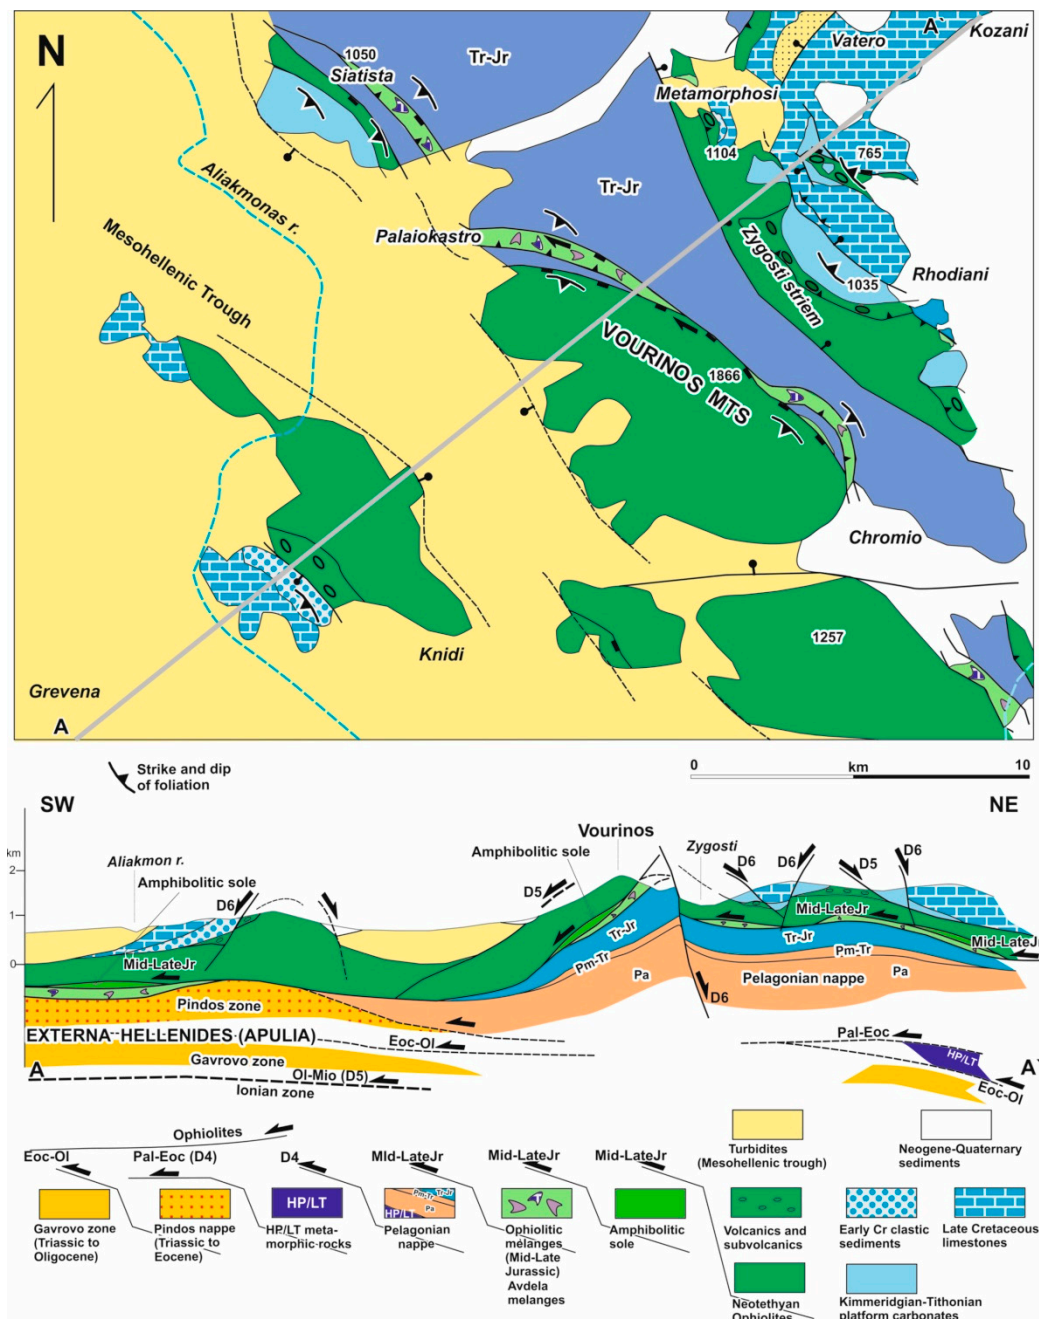 A`
Kozani
N
1050
Siatista
Tr-Jr
Vatero
Metamorphosi
1104
765
Aliakmonas r.
Tr-Jr
Mesohellenic Trough
Palaiokastro
Zygosti striem
1035
Rhodiani
VOURINOS MTS
1866
Chromio
1257
Knidi
Grevena
A
Strike and dip
of foliation
0 km 10
SW
NE
km
2
1
0
Aliakmon r.
Amphibolitic sole
D6
Vourinos
Amphibolitic sole
D5
Zygosti
D6
D6
D5
D6
Mid-LateJr
Mid-LateJr
Mid-LateJr
Tr-Jr
Tr-Jr
Pm-Tr
Pm-Tr
Pa
Pa
Pelagonian nappe
D6
Pindos zone
EXTERNA HELLENIDES (APULIA)
Eoc-Ol
Pal-Eoc
HP/LT
Gavrovo zone
A
A`
Ol-Mio (D5)
Eoc-Ol
Ionian zone
Ophiolites
Eoc-Ol
Pal-Eoc (D4)
D4
MId-LateJr
Mid-LateJr
Mid-LateJr
Turbidites
(Mesohellenic trough)
Neogene-Quaternary
sediments
HP/LT
Pm-Tr
Tr-Jr
Pa
HP/LT
Gavrovo zone
(Triassic to
Oligocene)
Pindos nappe
(Triassic to
Eocene)
HP/LT meta-
morphic rocks
Pelagonian
nappe
Ophiolitic
mélanges
(Mid-Late
Jurassic)
Avdela
melanges
Amphibolitic
sole
Volcanics and
subvolcanics
Early Cr clastic
sediments
Late Cretaceous
limestones
Neotethyan
Ophiolites
Kimmeridgian-Tithonian
platform carbonates